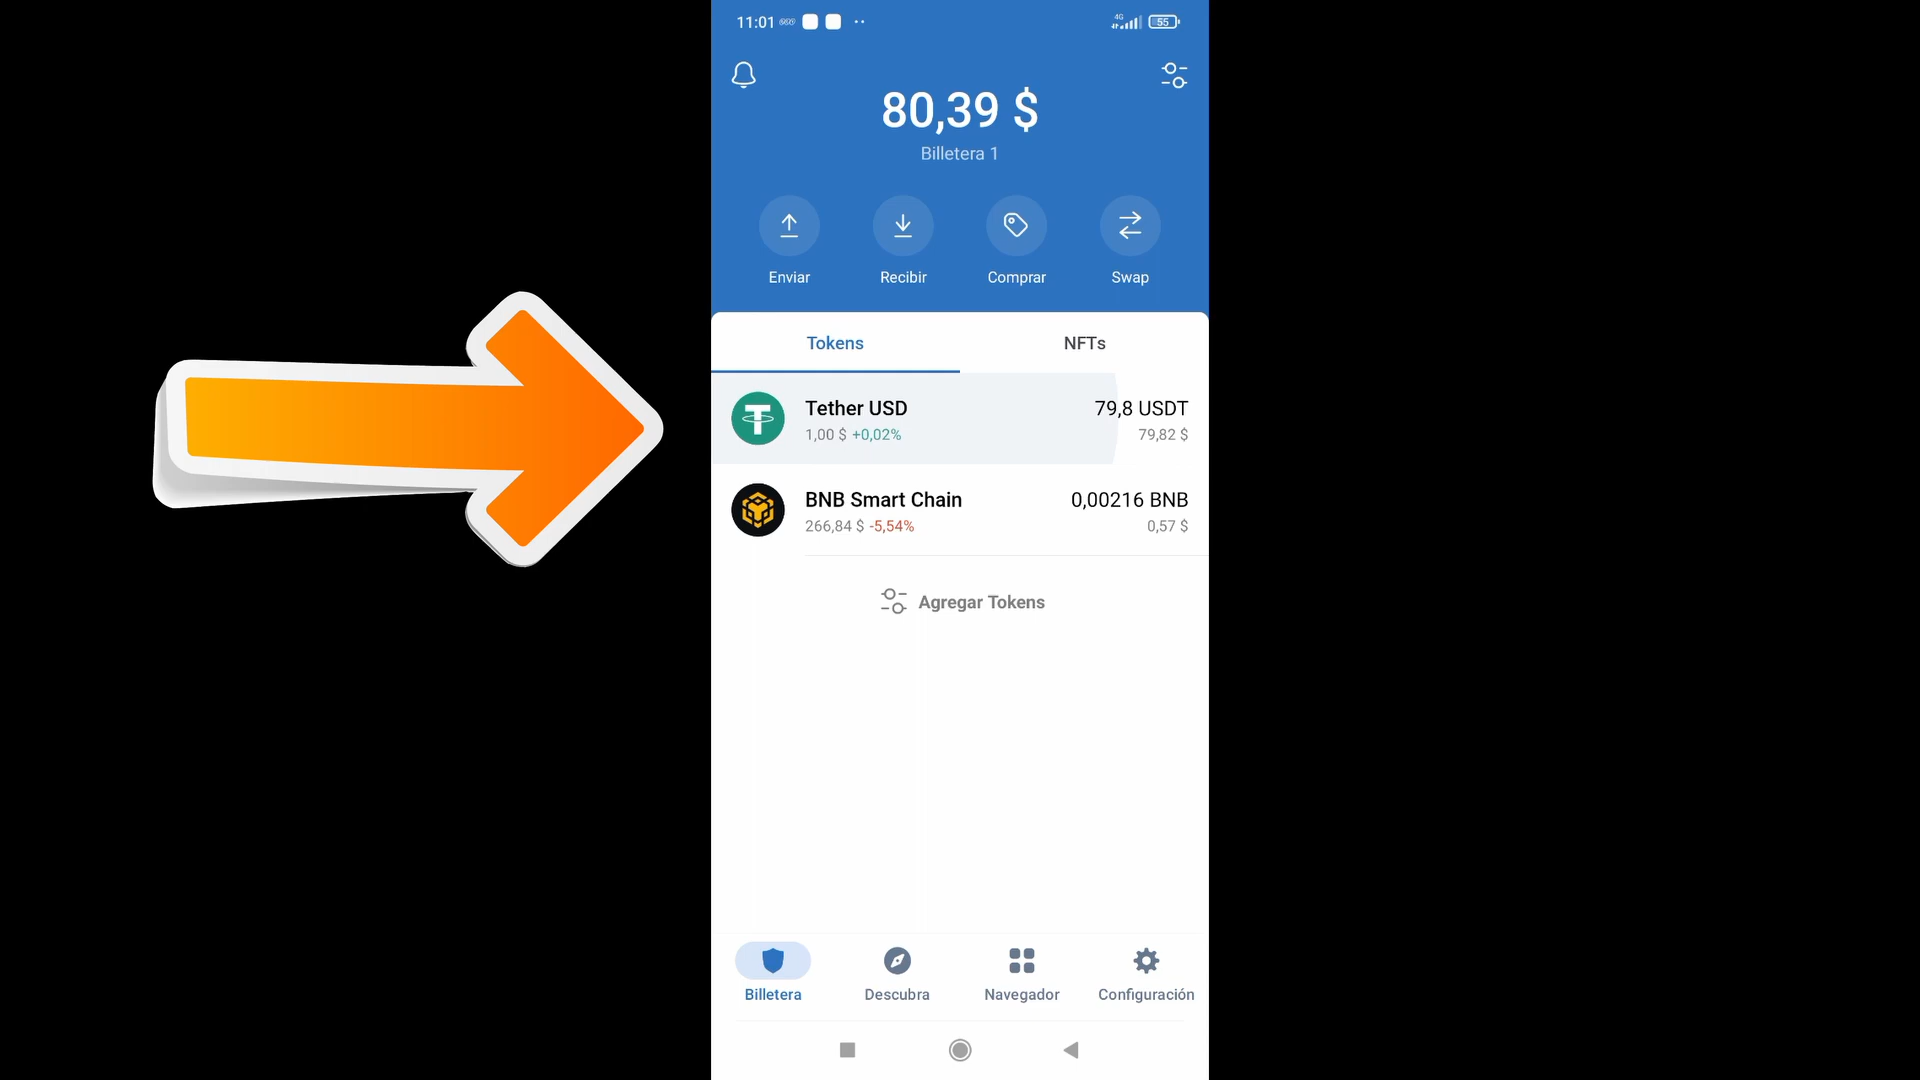 11:01
4G
55
80,39 $
Billetera 1
Enviar
Recibir
Comprar
Swap
Tokens
NFTs
Tether USD
79,8 USDT
1,00 $ +0,02%
79,82 $
BNB Smart Chain
0,00216 BNB
266,84 $ -5,54%
0,57 $
Agregar Tokens
Billetera
Descubra
Navegador
Configuración